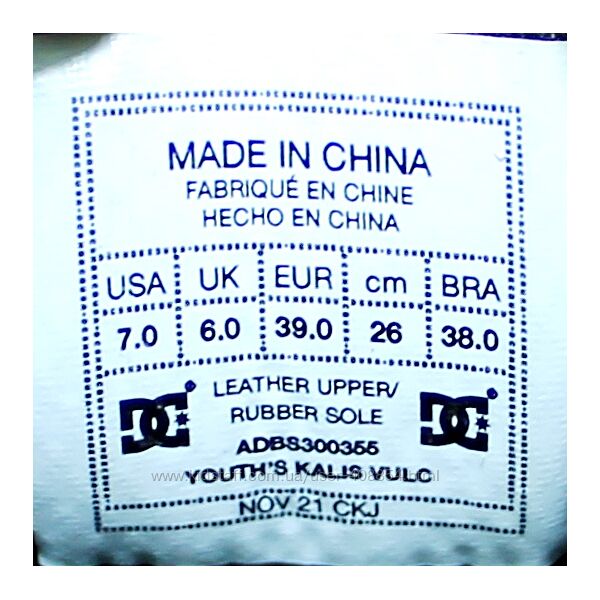 MADE IN CHINA
FABRIQUÉ EN CHINE
HECHO EN CHINA
USA UK EUR cm BRA
7.0 6.0 39.0 26 38.0
LEATHER UPPER/
RUBBER SOLE
ADBS300355
YOUTH'S KALIS VULC
NOV 21 CKJ